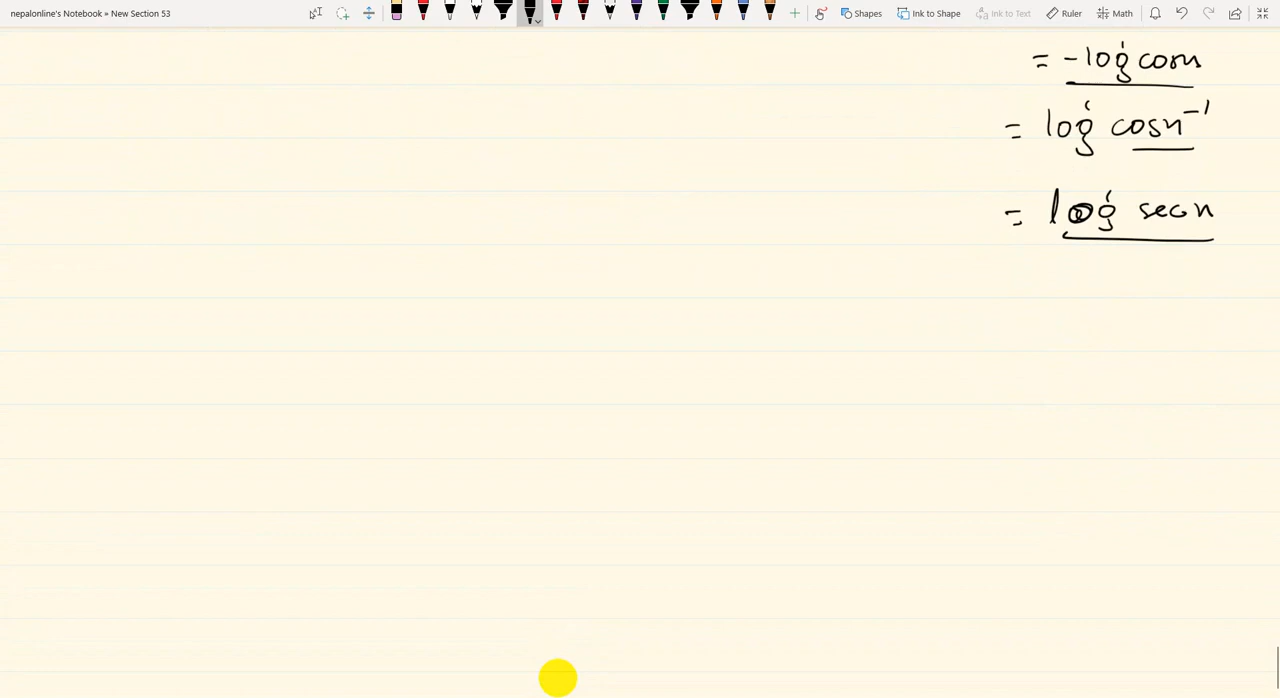 nepalonline's Notebook » New Section 53 Shapes Ink to Shape Ink to Text Ruler Math
= -log cosx
= log cosx⁻¹
= log secx